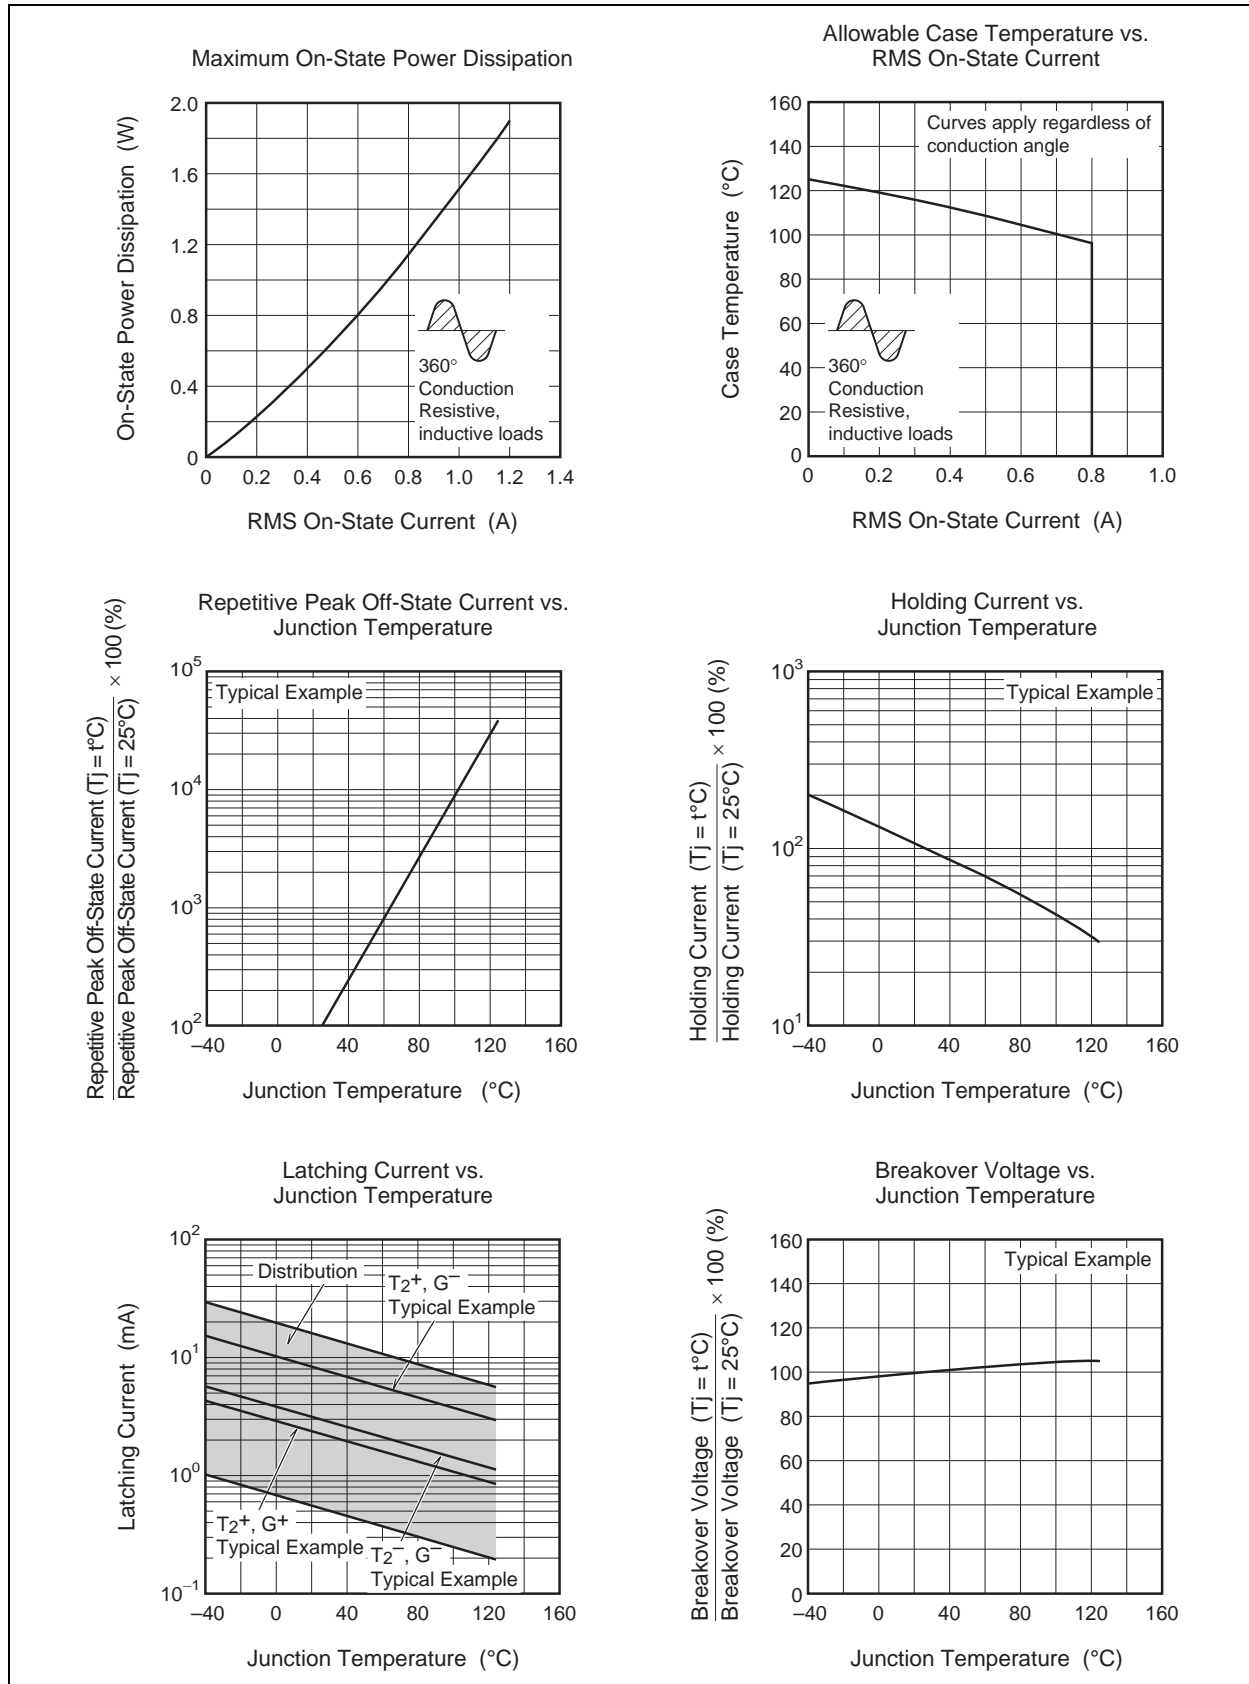 Maximum On-State Power Dissipation
On-State Power Dissipation (W)
2.0
1.6
1.2
0.8
0.4
0
360°
Conduction
Resistive,
inductive loads
0 0.2 0.4 0.6 0.8 1.0 1.2 1.4
RMS On-State Current (A)
Allowable Case Temperature vs.
RMS On-State Current
Case Temperature (°C)
160
140
120
100
80
60
40
20
0
Curves apply regardless of
conduction angle
360°
Conduction
Resistive,
inductive loads
0 0.2 0.4 0.6 0.8 1.0
RMS On-State Current (A)
Repetitive Peak Off-State Current vs.
Junction Temperature
Repetitive Peak Off-State Current (Tj = t°C)
Repetitive Peak Off-State Current (Tj = 25°C)
× 100 (%)
10⁵
10⁴
10³
10²
Typical Example
–40 0 40 80 120 160
Junction Temperature (°C)
Holding Current vs.
Junction Temperature
Holding Current (Tj = t°C)
Holding Current (Tj = 25°C)
× 100 (%)
10³
10²
10¹
Typical Example
–40 0 40 80 120 160
Junction Temperature (°C)
Latching Current vs.
Junction Temperature
Latching Current (mA)
10²
10¹
10⁰
10⁻¹
Distribution
T₂⁺, G⁻
Typical Example
T₂⁺, G⁺
Typical Example
T₂⁻, G⁻
Typical Example
–40 0 40 80 120 160
Junction Temperature (°C)
Breakover Voltage vs.
Junction Temperature
Breakover Voltage (Tj = t°C)
Breakover Voltage (Tj = 25°C)
× 100 (%)
160
140
120
100
80
60
40
20
0
Typical Example
–40 0 40 80 120 160
Junction Temperature (°C)